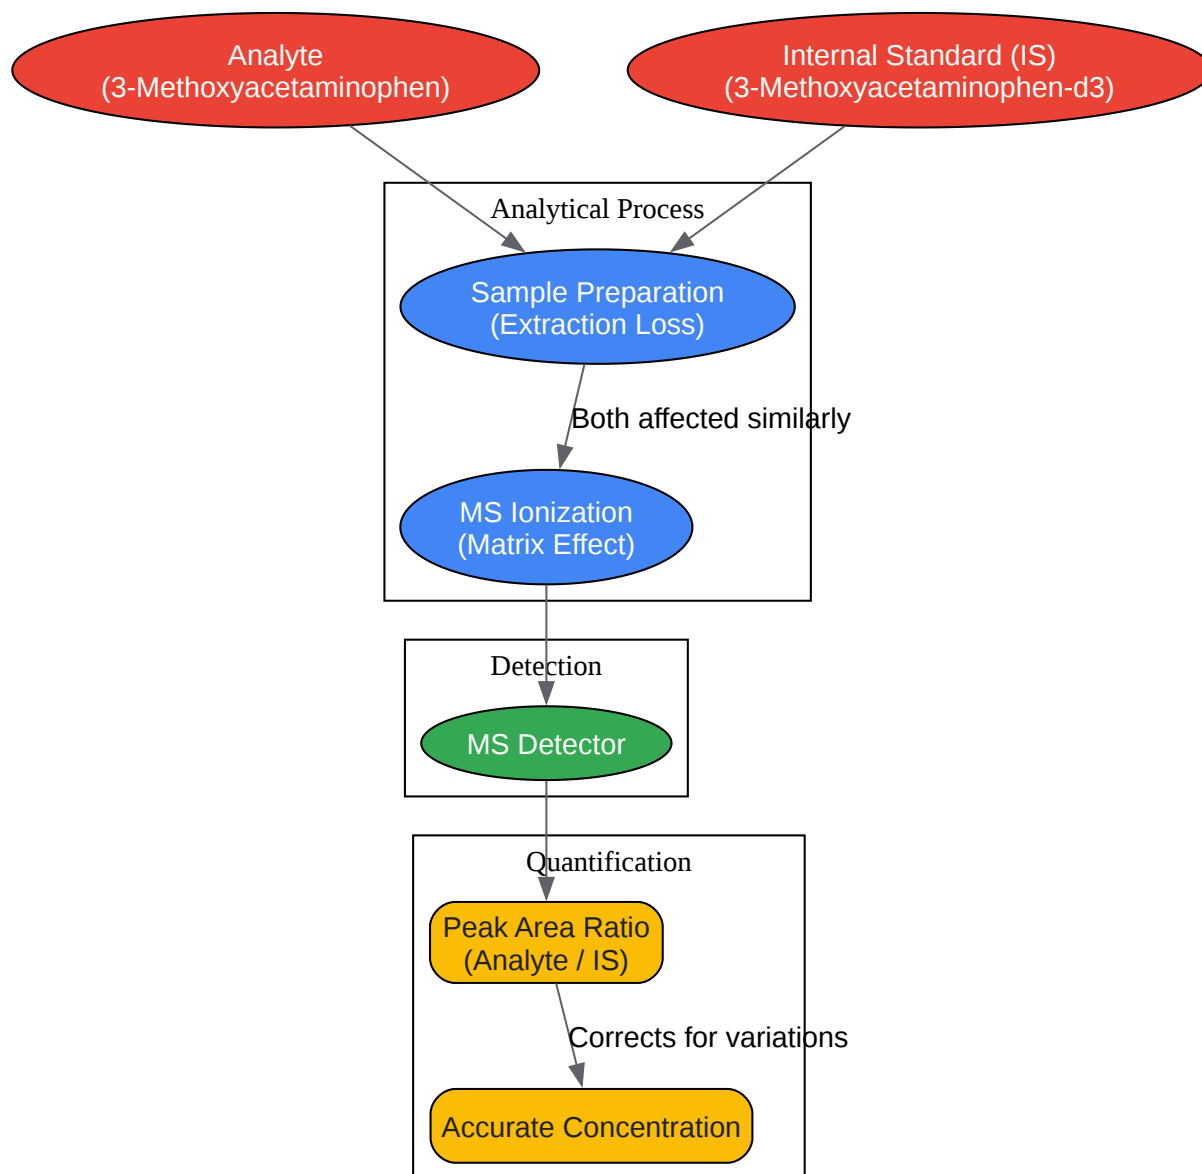 Analyte
(3-Methoxyacetaminophen)
Internal Standard (IS)
(3-Methoxyacetaminophen-d3)
Analytical Process
Sample Preparation
(Extraction Loss)
Both affected similarly
MS Ionization
(Matrix Effect)
Detection
MS Detector
Quantification
Peak Area Ratio
(Analyte / IS)
Corrects for variations
Accurate Concentration